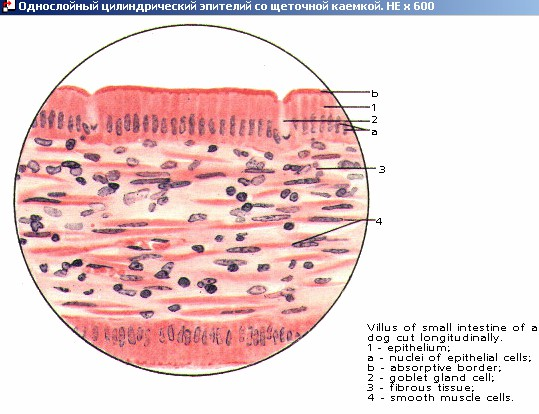 Однослойный цилиндрический эпителий со щеточной каемкой. НЕ х 600
b
1
2
a
3
4
Villus of small intestine of a
dog cut longitudinally.
1 - epithelium;
a - nuclei of epithelial cells;
b - absorptive border;
2 - goblet gland cell;
3 - fibrous tissue;
4 - smooth muscle cells.